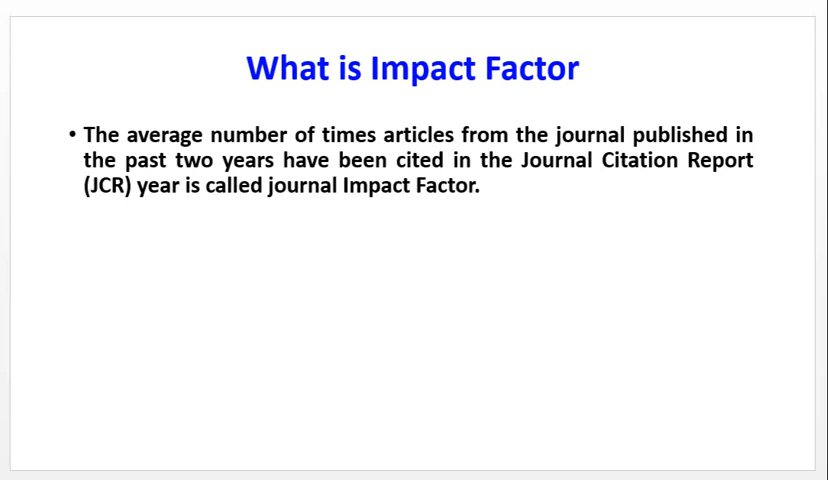 What is Impact Factor
• The average number of times articles from the journal published in
the past two years have been cited in the Journal Citation Report
(JCR) year is called journal Impact Factor.